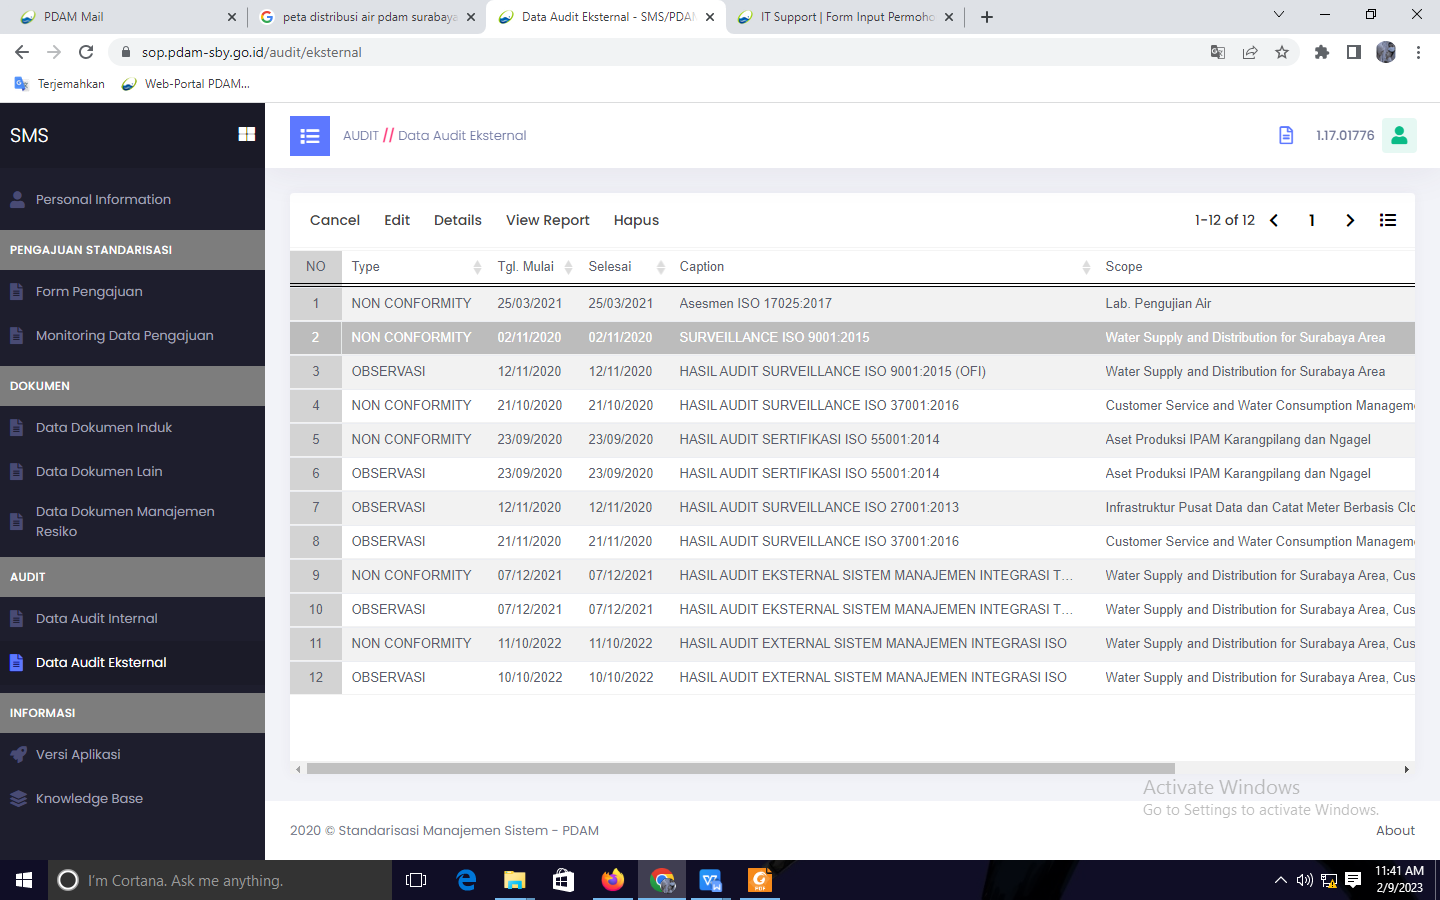 PDAM Mail
peta distribusi air pdam surabaya
Data Audit Eksternal - SMS/PDAM
IT Support | Form Input Permoho
sop.pdam-sby.go.id/audit/eksternal
Terjemahkan
Web-Portal PDAM...
SMS
AUDIT // Data Audit Eksternal
1.17.01776
Personal Information
PENGAJUAN STANDARISASI
Form Pengajuan
Monitoring Data Pengajuan
DOKUMEN
Data Dokumen Induk
Data Dokumen Lain
Data Dokumen Manajemen
Resiko
AUDIT
Data Audit Internal
Data Audit Eksternal
INFORMASI
Versi Aplikasi
Knowledge Base
Cancel Edit Details View Report Hapus 1-12 of 12 1
NO Type Tgl. Mulai Selesai Caption Scope
1 NON CONFORMITY 25/03/2021 25/03/2021 Asesmen ISO 17025:2017 Lab. Pengujian Air
2 NON CONFORMITY 02/11/2020 02/11/2020 SURVEILLANCE ISO 9001:2015 Water Supply and Distribution for Surabaya Area
3 OBSERVASI 12/11/2020 12/11/2020 HASIL AUDIT SURVEILLANCE ISO 9001:2015 (OFI) Water Supply and Distribution for Surabaya Area
4 NON CONFORMITY 21/10/2020 21/10/2020 HASIL AUDIT SURVEILLANCE ISO 37001:2016 Customer Service and Water Consumption Managem
5 NON CONFORMITY 23/09/2020 23/09/2020 HASIL AUDIT SERTIFIKASI ISO 55001:2014 Aset Produksi IPAM Karangpilang dan Ngagel
6 OBSERVASI 23/09/2020 23/09/2020 HASIL AUDIT SERTIFIKASI ISO 55001:2014 Aset Produksi IPAM Karangpilang dan Ngagel
7 OBSERVASI 12/11/2020 12/11/2020 HASIL AUDIT SURVEILLANCE ISO 27001:2013 Infrastruktur Pusat Data dan Catat Meter Berbasis Clo
8 OBSERVASI 21/11/2020 21/11/2020 HASIL AUDIT SURVEILLANCE ISO 37001:2016 Customer Service and Water Consumption Managem
9 NON CONFORMITY 07/12/2021 07/12/2021 HASIL AUDIT EKSTERNAL SISTEM MANAJEMEN INTEGRASI T... Water Supply and Distribution for Surabaya Area, Cus
10 OBSERVASI 07/12/2021 07/12/2021 HASIL AUDIT EKSTERNAL SISTEM MANAJEMEN INTEGRASI T... Water Supply and Distribution for Surabaya Area, Cus
11 NON CONFORMITY 11/10/2022 11/10/2022 HASIL AUDIT EXTERNAL SISTEM MANAJEMEN INTEGRASI ISO Water Supply and Distribution for Surabaya Area, Cus
12 OBSERVASI 10/10/2022 10/10/2022 HASIL AUDIT EXTERNAL SISTEM MANAJEMEN INTEGRASI ISO Water Supply and Distribution for Surabaya Area, Cus
Activate Windows
Go to Settings to activate Windows.
2020 © Standarisasi Manajemen Sistem - PDAM
About
I'm Cortana. Ask me anything.
11:41 AM
2/9/2023